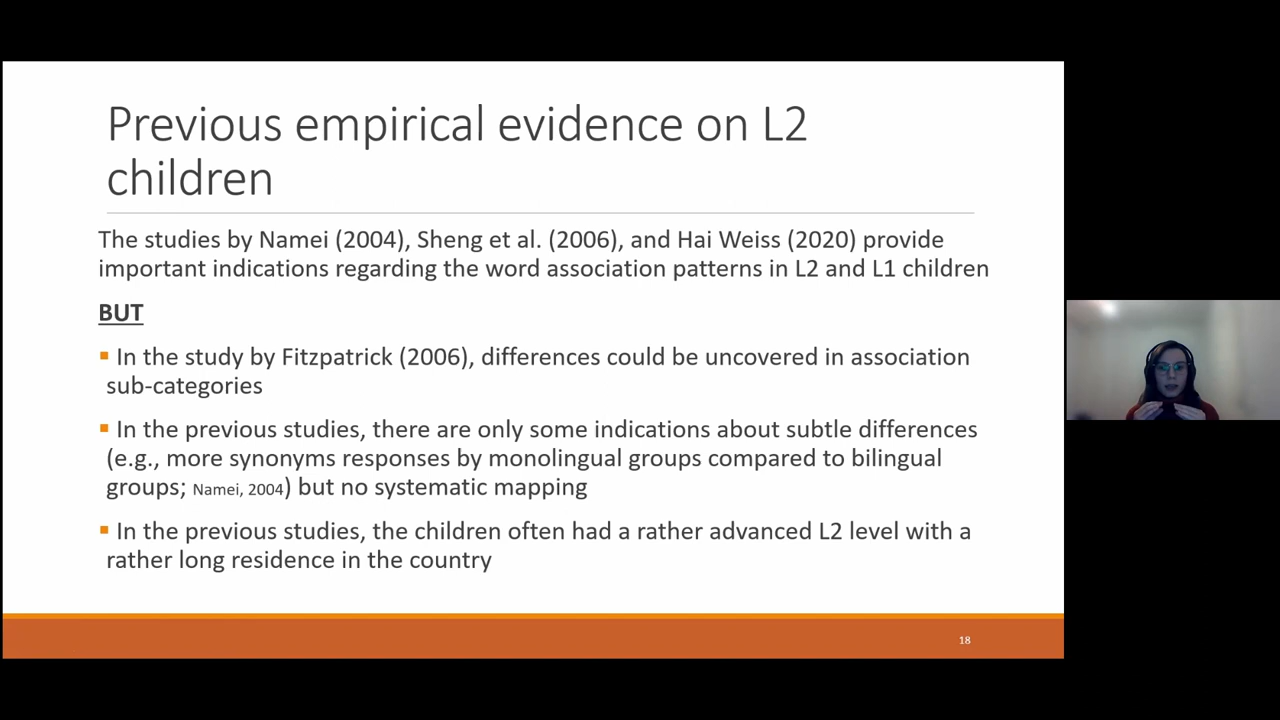 Previous empirical evidence on L2
children
The studies by Namei (2004), Sheng et al. (2006), and Hai Weiss (2020) provide
important indications regarding the word association patterns in L2 and L1 children
BUT
▪ In the study by Fitzpatrick (2006), differences could be uncovered in association
sub-categories
▪ In the previous studies, there are only some indications about subtle differences
(e.g., more synonyms responses by monolingual groups compared to bilingual
groups; Namei, 2004) but no systematic mapping
▪ In the previous studies, the children often had a rather advanced L2 level with a
rather long residence in the country
18